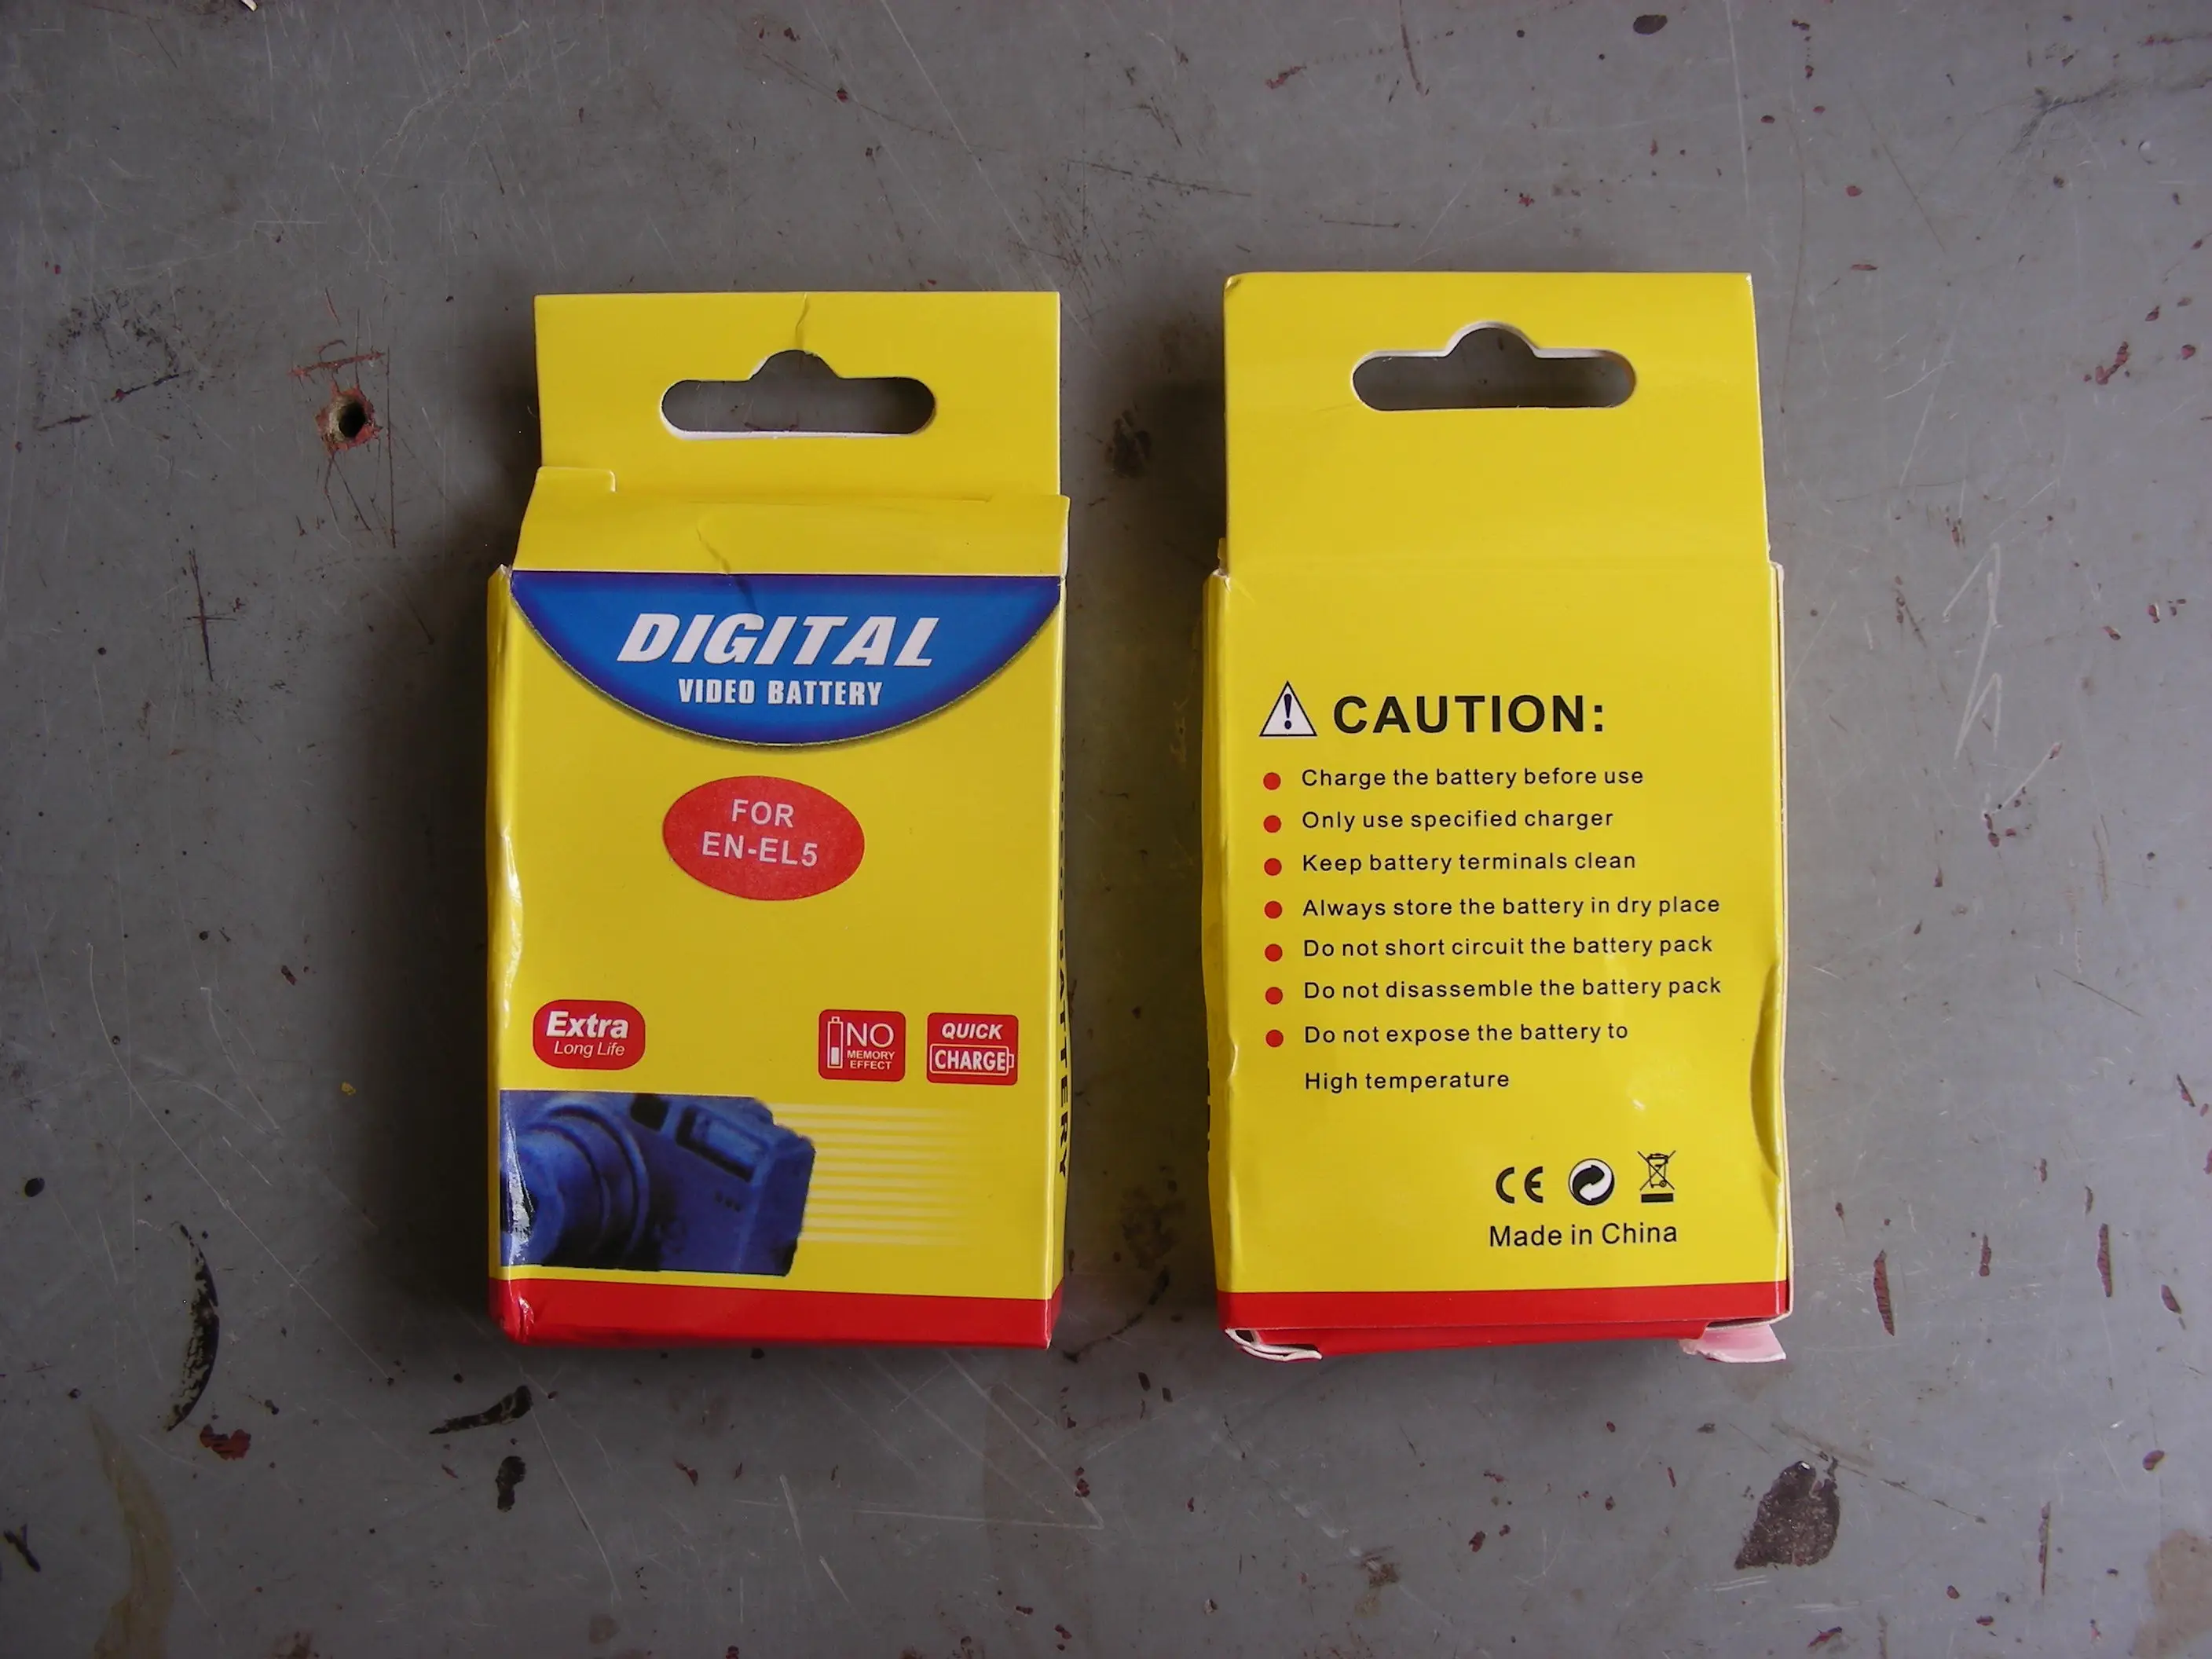 DIGITAL
VIDEO BATTERY
FOR
EN-EL5
Extra
Long Life
NO
MEMORY
EFFECT
QUICK
CHARGE
BATTERY
CAUTION:
Charge the battery before use
Only use specified charger
Keep battery terminals clean
Always store the battery in dry place
Do not short circuit the battery pack
Do not disassemble the battery pack
Do not expose the battery to
High temperature
CE
Made in China